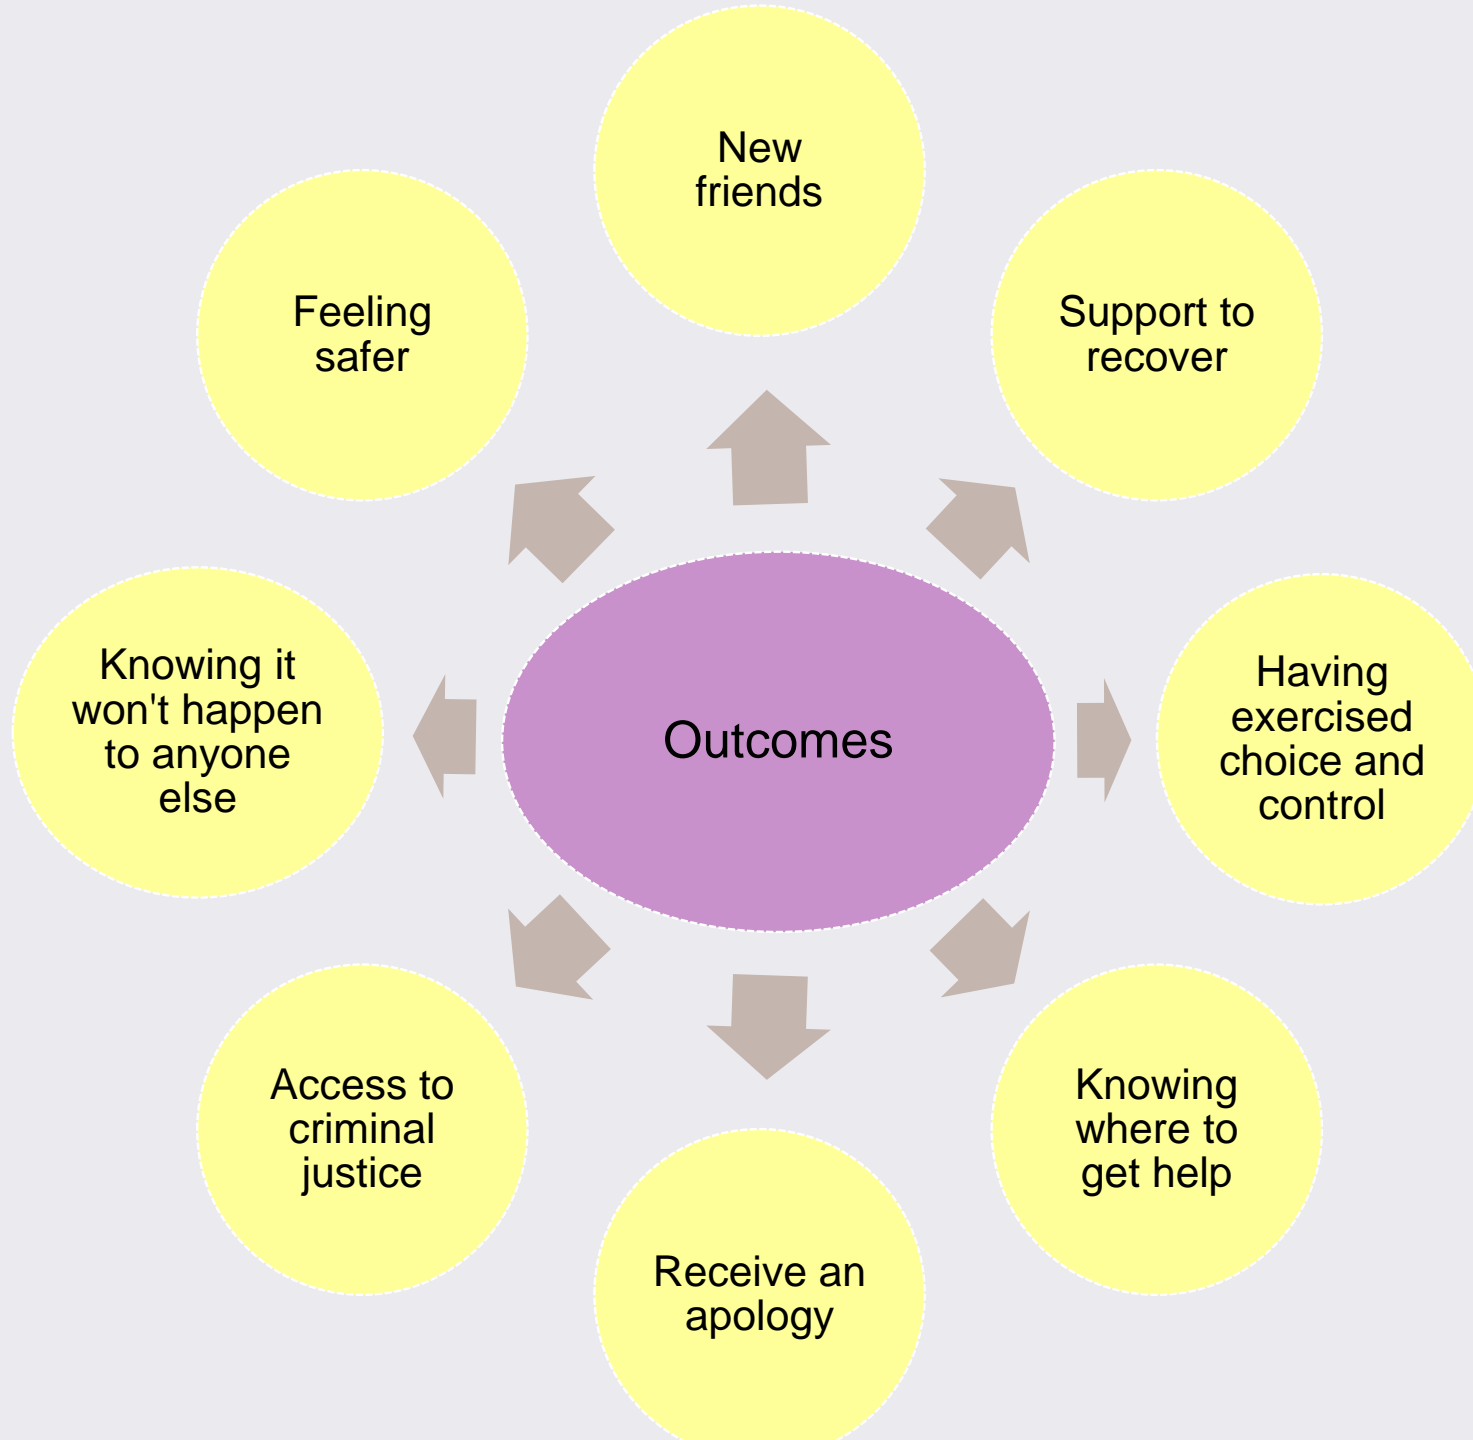 New
friends
Feeling
safer
Support to
recover
Knowing it
won't happen
to anyone
else
Outcomes
Having
exercised
choice and
control
Access to
criminal
justice
Knowing
where to
get help
Receive an
apology